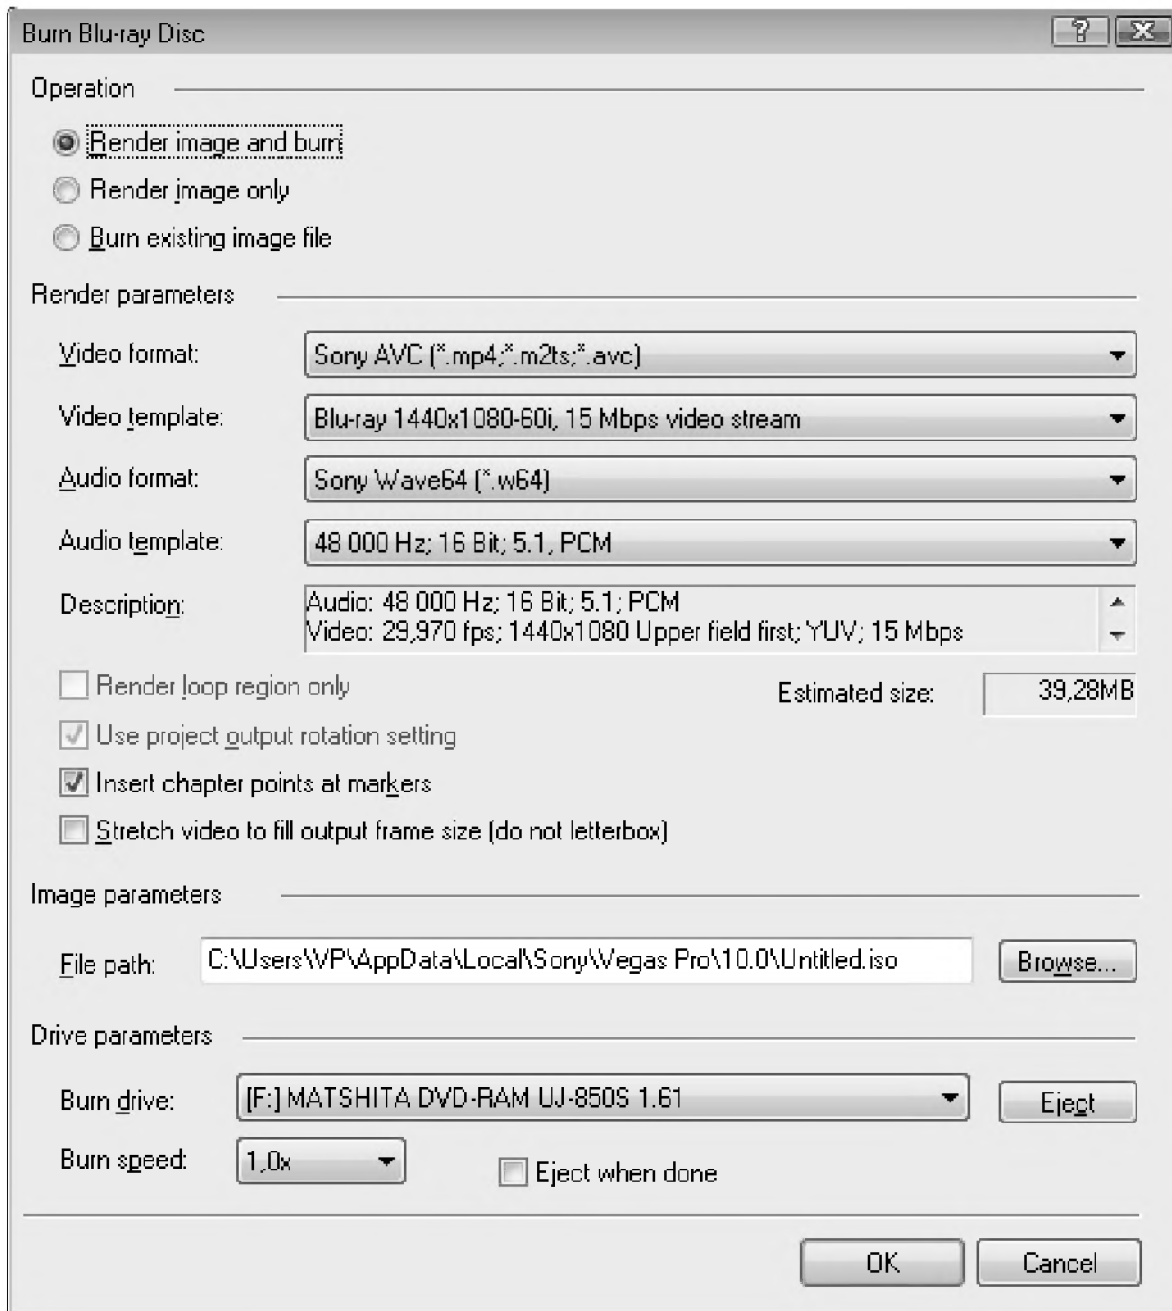 Burn Blu-ray Disc
Operation
Render image and burn
Render image only
Burn existing image file
Render parameters
Video format: Sony AVC (*.mp4;*.m2ts;*.avc)
Video template: Blu-ray 1440x1080-60i, 15 Mbps video stream
Audio format: Sony Wave64 (*.w64)
Audio template: 48 000 Hz; 16 Bit; 5.1, PCM
Description: Audio: 48 000 Hz; 16 Bit; 5.1; PCM
Video: 29,970 fps; 1440x1080 Upper field first; YUV; 15 Mbps
Render loop region only Estimated size: 39,28MB
Use project output rotation setting
Insert chapter points at markers
Stretch video to fill output frame size (do not letterbox)
Image parameters
File path: C:\Users\VP\AppData\Local\Sony\Vegas Pro\10.0\Untitled.iso Browse...
Drive parameters
Burn drive: [F:] MATSHITA DVD-RAM UJ-850S 1.61 Eject
Burn speed: 1,0x Eject when done
OK Cancel